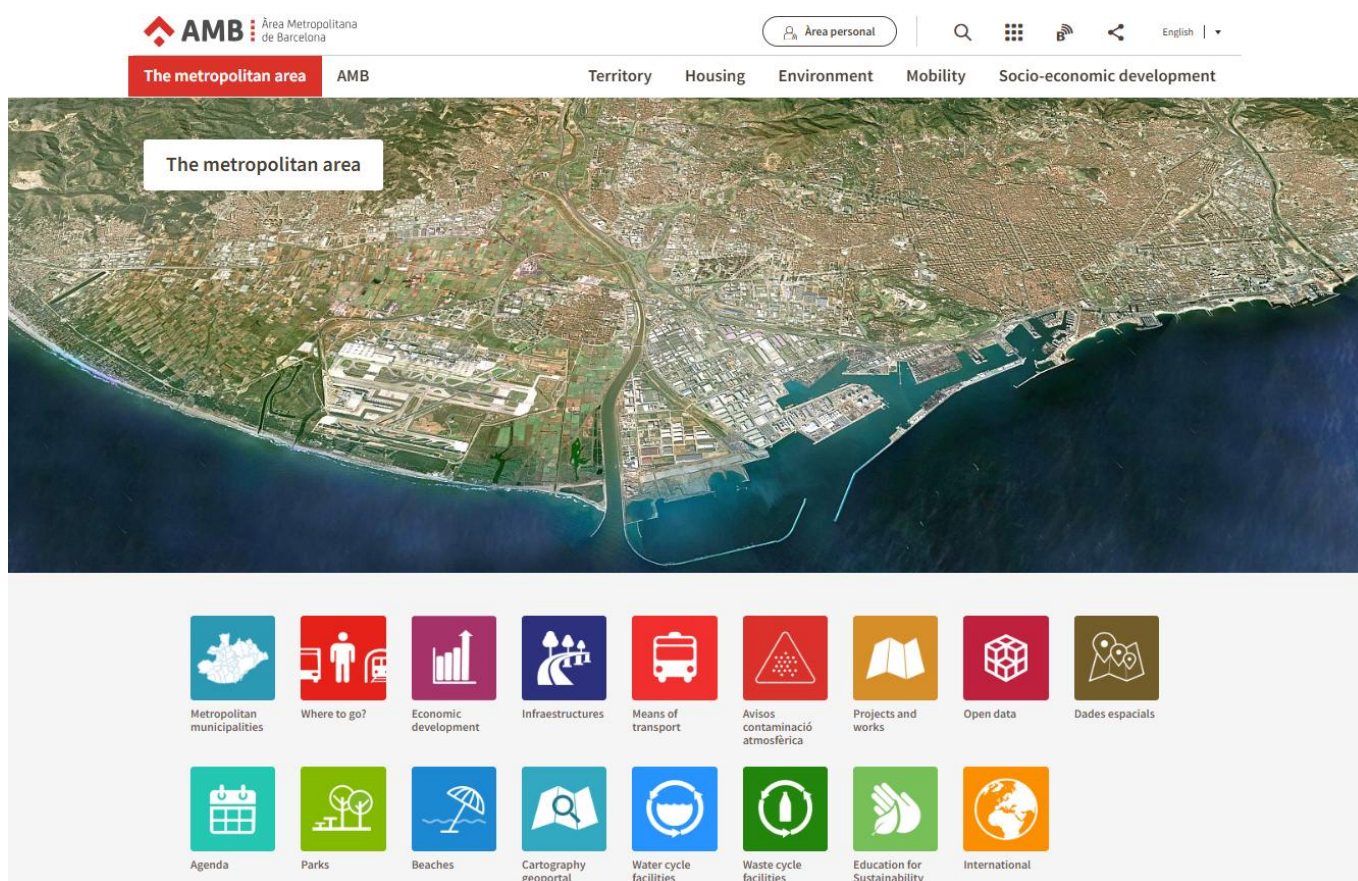 AMB
Àrea Metropolitana
de Barcelona
Àrea personal
B
English
The metropolitan area
AMB
Territory
Housing
Environment
Mobility
Socio-economic development
The metropolitan area
Metropolitan
municipalities
Where to go?
Economic
development
Infraestructures
Means of
transport
Avisos
contaminació
atmosfèrica
Projects and
works
Open data
Dades espacials
Agenda
Parks
Beaches
Cartography
geoportal
Water cycle
facilities
Waste cycle
facilities
Education for
Sustainability
International